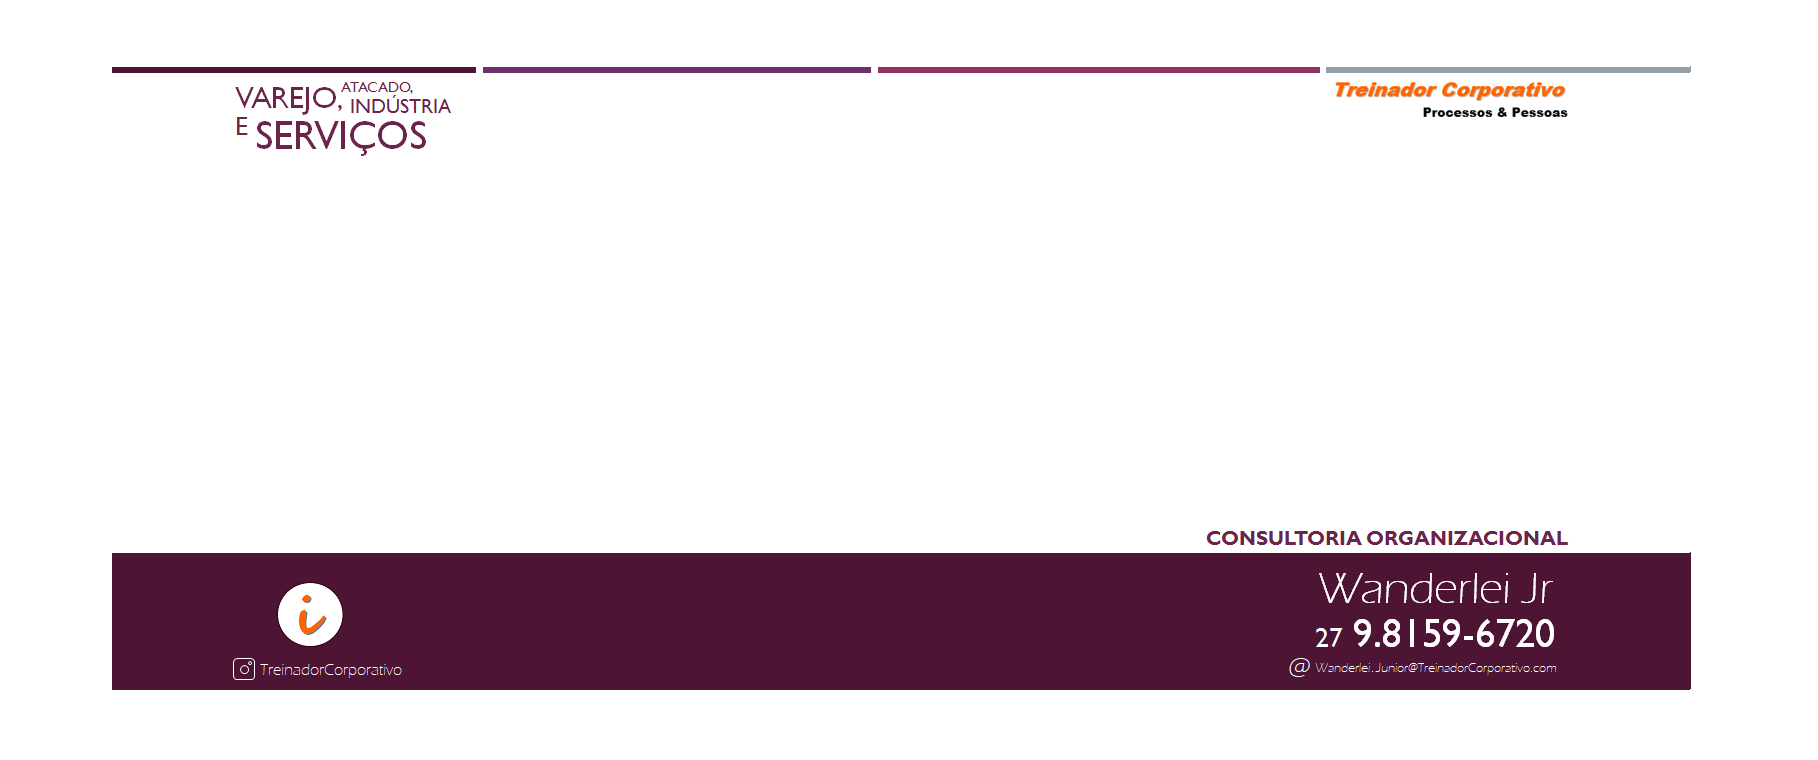 VAREJO, ATACADO,
INDÚSTRIA
E SERVIÇOS
Treinador Corporativo
Processos & Pessoas
CONSULTORIA ORGANIZACIONAL
i
TreinadorCorporativo
Wanderlei Jr
27 9.8159-6720
@ Wanderlei.Junior@TreinadorCorporativo.com